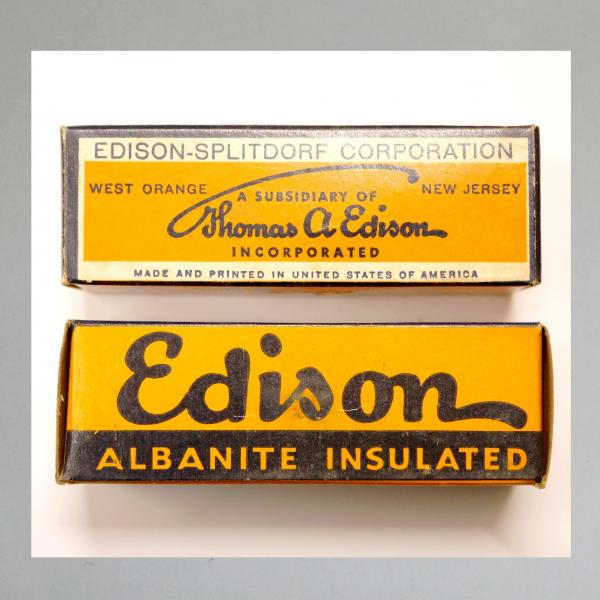 EDISON-SPLITDORF CORPORATION
WEST ORANGE NEW JERSEY
A SUBSIDIARY OF
Thomas A Edison
INCORPORATED
MADE AND PRINTED IN UNITED STATES OF AMERICA
Edison
ALBANITE INSULATED